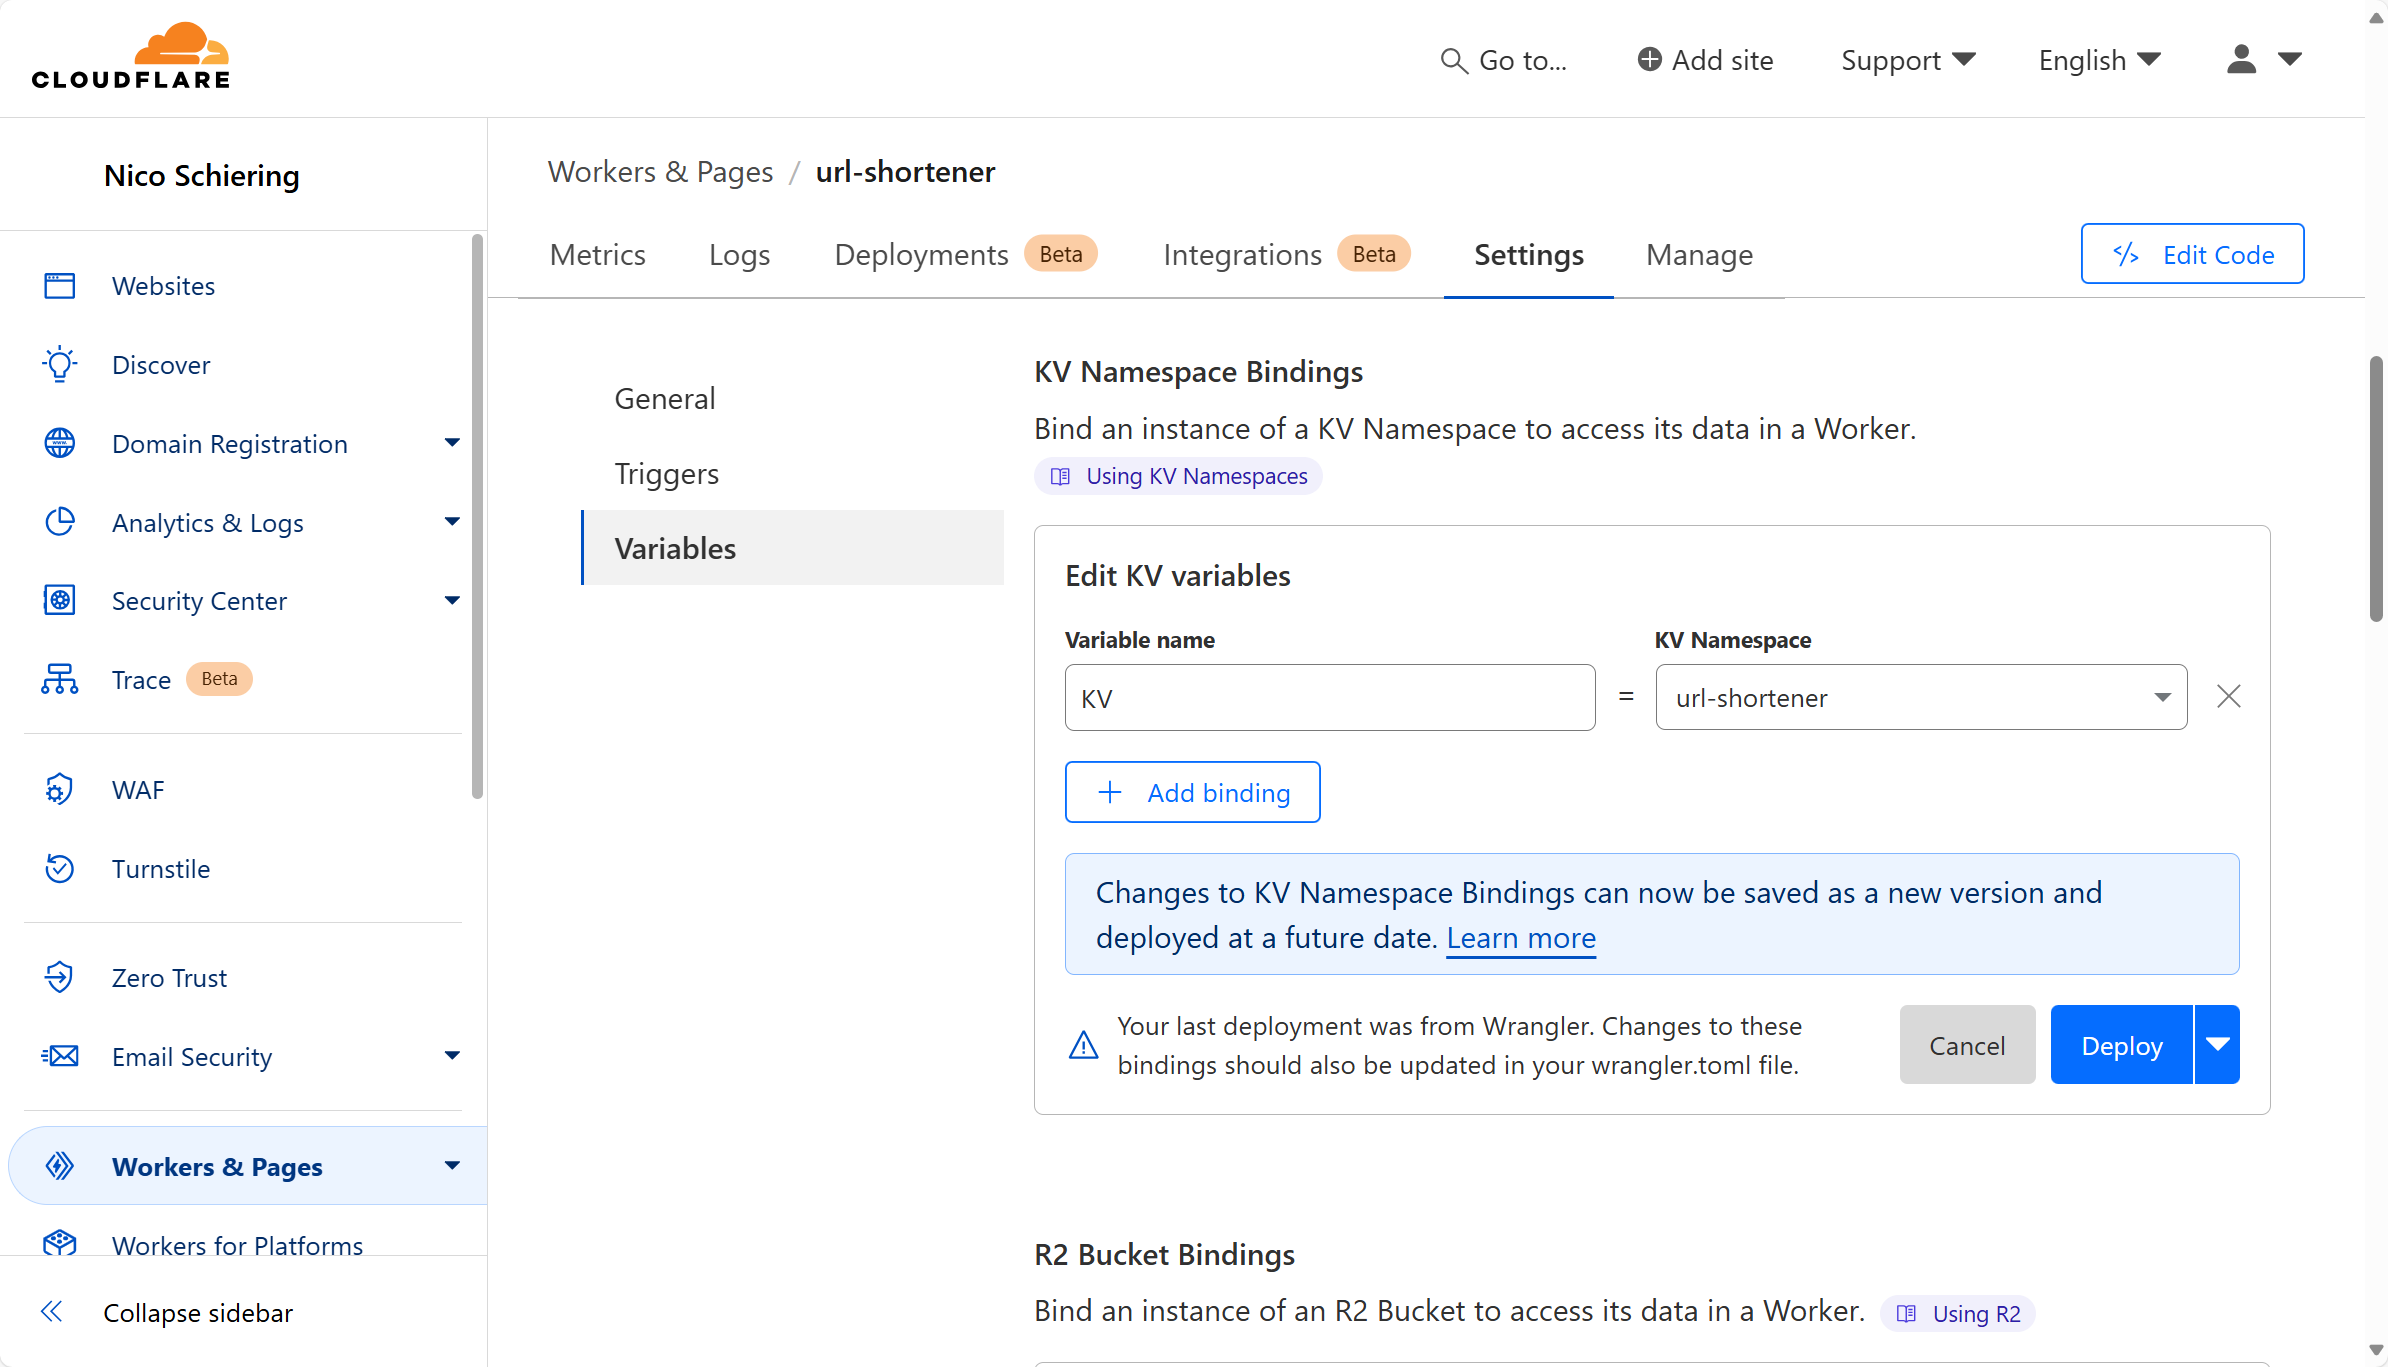 CLOUDFLARE
Go to...
Add site
Support
English
Nico Schiering
Websites
Discover
Domain Registration
Analytics & Logs
Security Center
Trace Beta
WAF
Turnstile
Zero Trust
Email Security
Workers & Pages
Workers for Platforms
Collapse sidebar
Workers & Pages / url-shortener
Metrics
Logs
Deployments Beta
Integrations Beta
Settings
Manage
</> Edit Code
General
Triggers
Variables
KV Namespace Bindings
Bind an instance of a KV Namespace to access its data in a Worker.
Using KV Namespaces
Edit KV variables
Variable name
KV Namespace
KV = url-shortener
+ Add binding
Changes to KV Namespace Bindings can now be saved as a new version and
deployed at a future date. Learn more
Your last deployment was from Wrangler. Changes to these
bindings should also be updated in your wrangler.toml file.
Cancel
Deploy
R2 Bucket Bindings
Bind an instance of an R2 Bucket to access its data in a Worker. Using R2